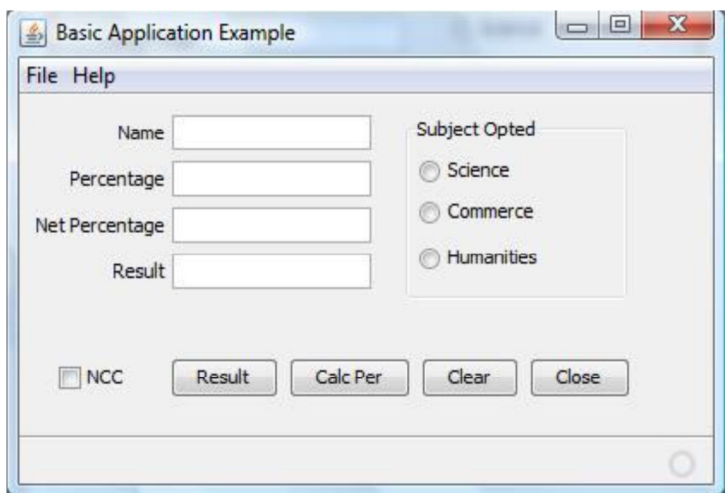 Basic Application Example
File Help
Name
Percentage
Net Percentage
Result
Subject Opted
Science
Commerce
Humanities
NCC Result Calc Per Clear Close